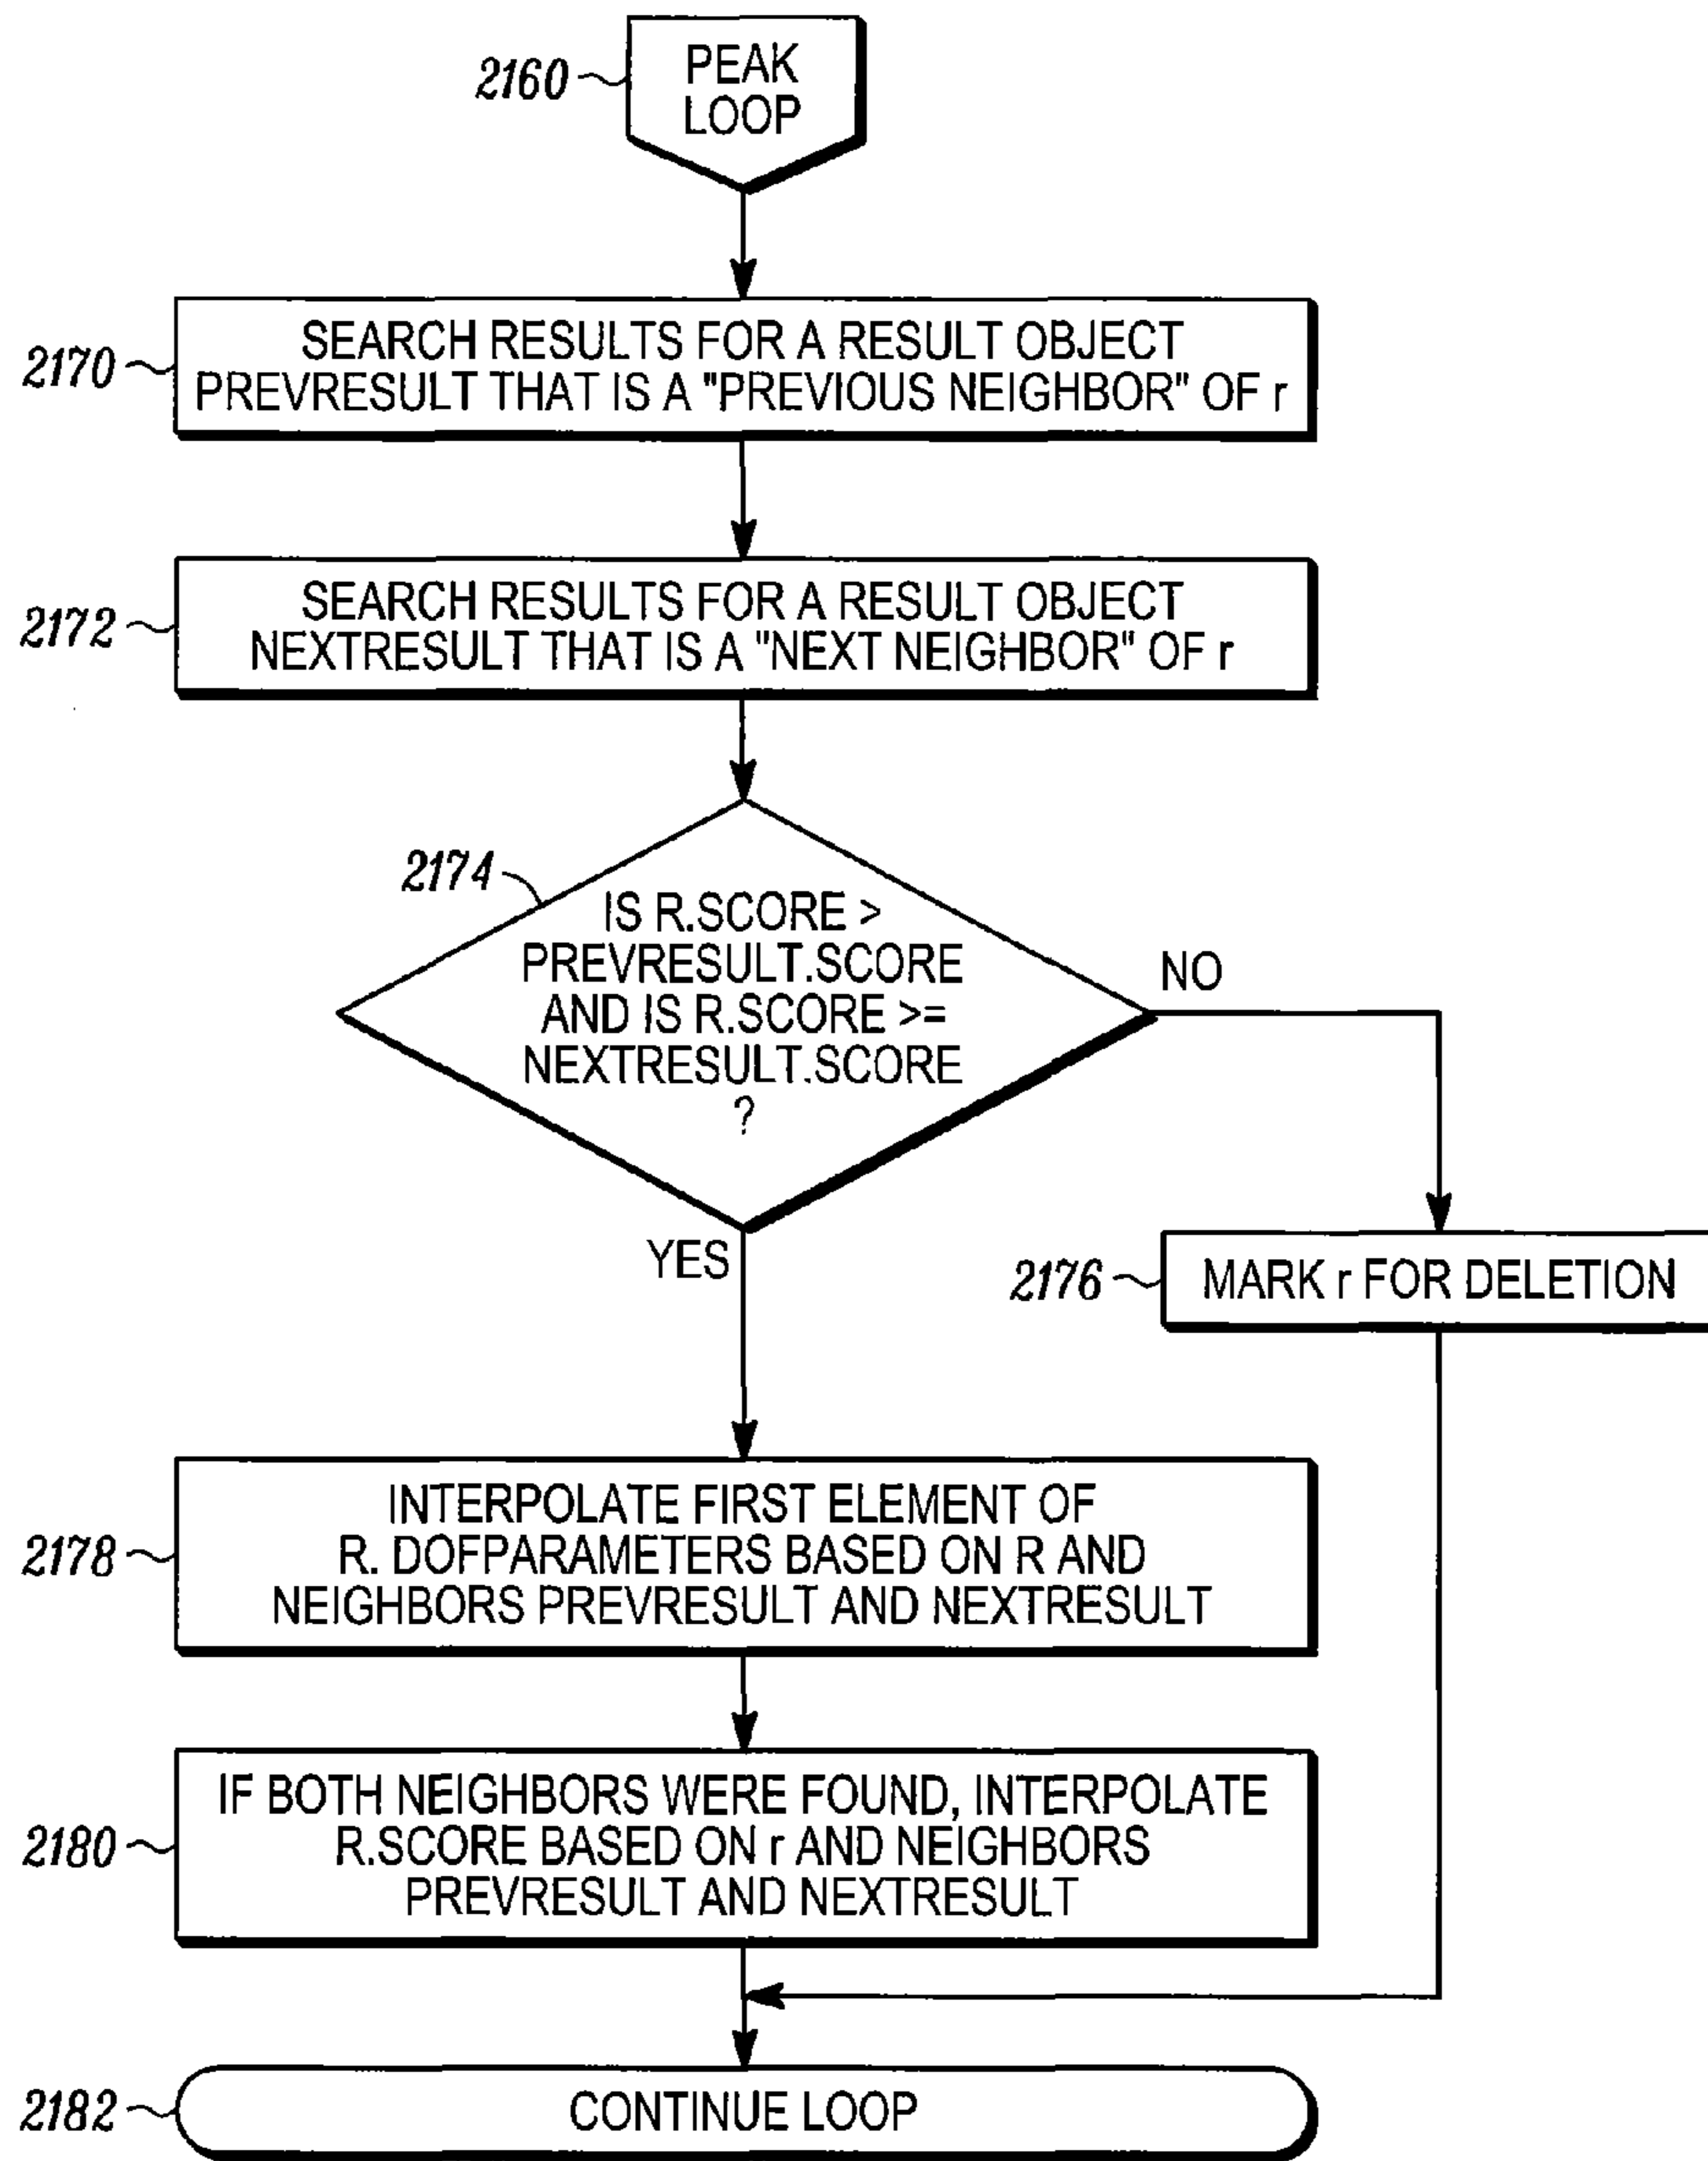 2160
PEAK
LOOP
2170
SEARCH RESULTS FOR A RESULT OBJECT
PREVRESULT THAT IS A "PREVIOUS NEIGHBOR" OF r
2172
SEARCH RESULTS FOR A RESULT OBJECT
NEXTRESULT THAT IS A "NEXT NEIGHBOR" OF r
2174
IS R.SCORE >
PREVRESULT.SCORE
AND IS R.SCORE >=
NEXTRESULT.SCORE
?
NO
YES
2176
MARK r FOR DELETION
2178
INTERPOLATE FIRST ELEMENT OF
R. DOFPARAMETERS BASED ON R AND
NEIGHBORS PREVRESULT AND NEXTRESULT
2180
IF BOTH NEIGHBORS WERE FOUND, INTERPOLATE
R.SCORE BASED ON r AND NEIGHBORS
PREVRESULT AND NEXTRESULT
2182
CONTINUE LOOP